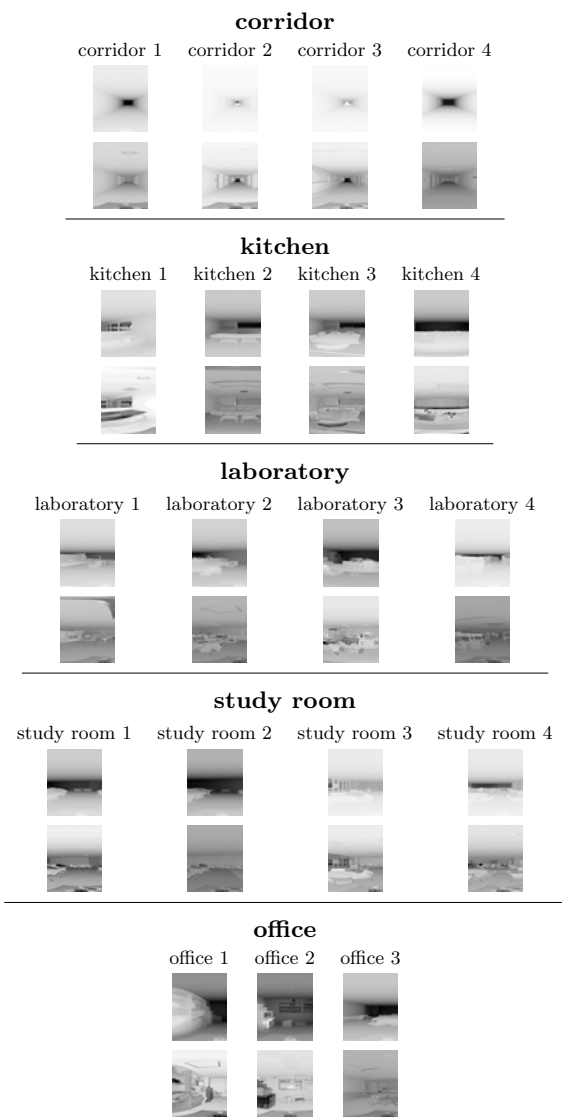 corridor
corridor 1 corridor 2 corridor 3 corridor 4
kitchen
kitchen 1 kitchen 2 kitchen 3 kitchen 4
laboratory
laboratory 1 laboratory 2 laboratory 3 laboratory 4
study room
study room 1 study room 2 study room 3 study room 4
office
office 1 office 2 office 3